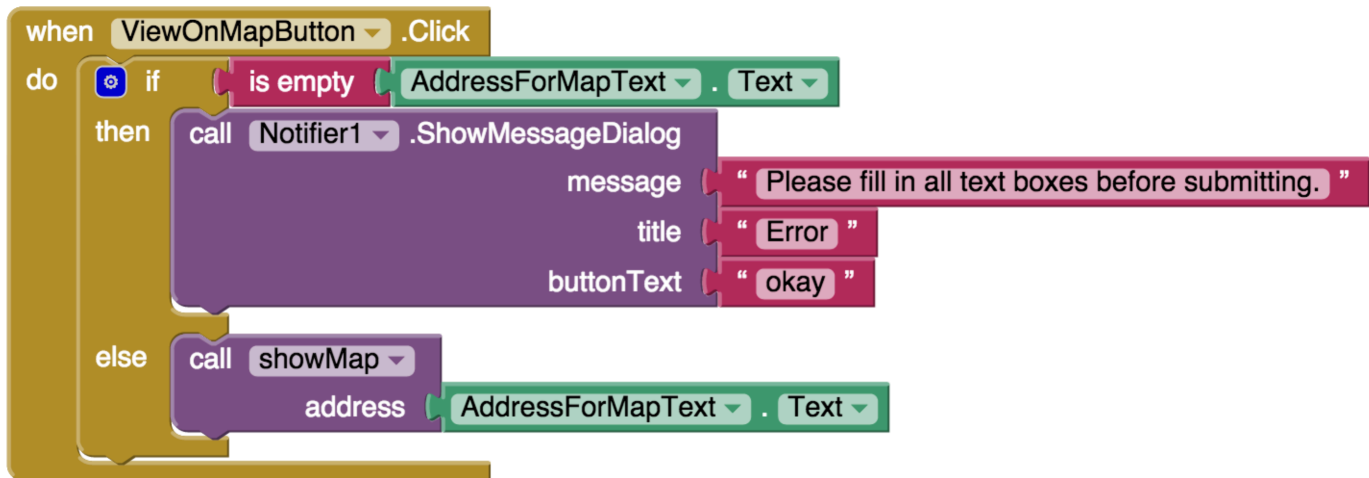 when ViewOnMapButton .Click
do if is empty AddressForMapText . Text
then call Notifier1 .ShowMessageDialog
message “ Please fill in all text boxes before submitting. ”
title “ Error ”
buttonText “ okay ”
else call showMap
address AddressForMapText . Text